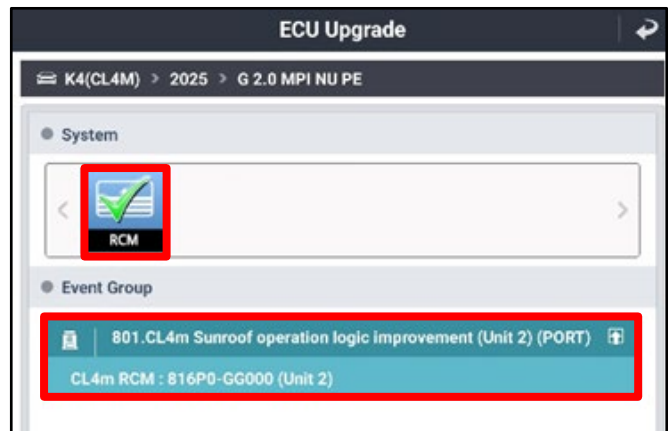 ECU Upgrade
K4(CL4M) > 2025 > G 2.0 MPI NU PE
System
RCM
Event Group
801.CL4m Sunroof operation logic improvement (Unit 2) (PORT)
CL4m RCM : 816P0-GG000 (Unit 2)